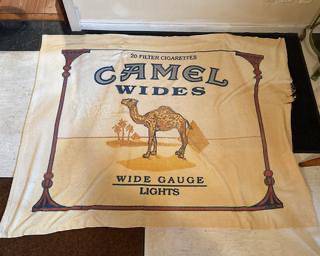 20 FILTER CIGARETTES
CAMEL
WIDES
WIDE GAUGE
LIGHTS